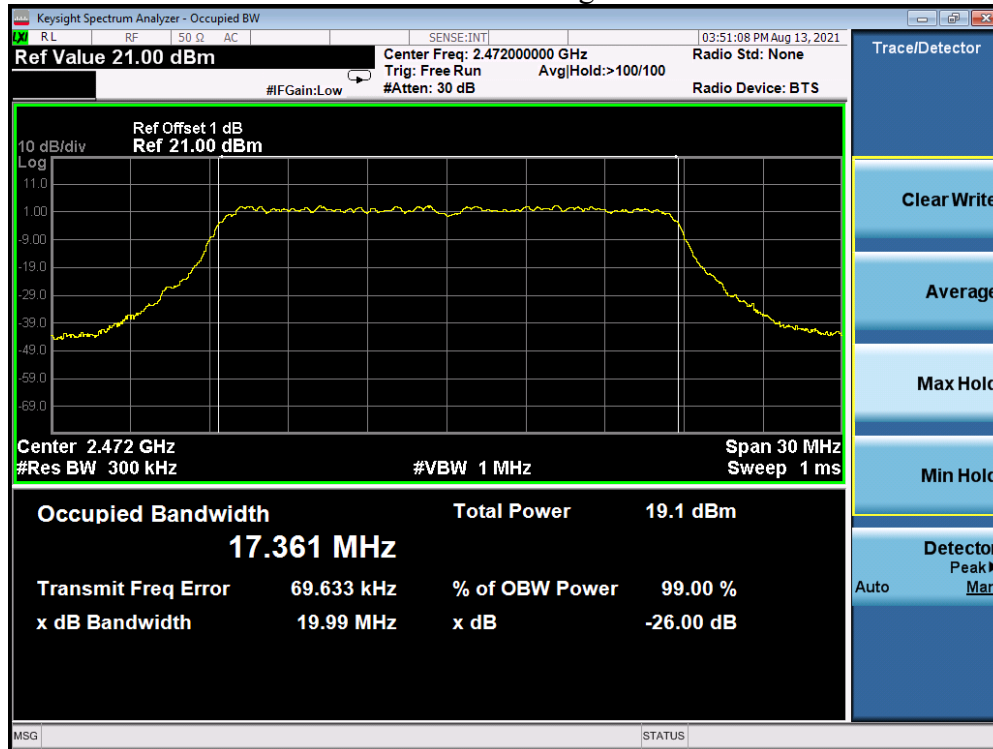 Keysight Spectrum Analyzer - Occupied BW
LXI RL RF 50 Ω AC SENSE:INT 03:51:08 PM Aug 13, 2021
Ref Value 21.00 dBm
Center Freq: 2.472000000 GHz
Radio Std: None
Trig: Free Run Avg|Hold:>100/100
#IFGain:Low
#Atten: 30 dB
Radio Device: BTS
Trace/Detector
Ref Offset 1 dB
10 dB/div Ref 21.00 dBm
Log
11.0
1.00
-9.00
-19.0
-29.0
-39.0
-49.0
-59.0
-69.0
Center 2.472 GHz Span 30 MHz
#Res BW 300 kHz #VBW 1 MHz Sweep 1 ms
Occupied Bandwidth Total Power 19.1 dBm
17.361 MHz
Transmit Freq Error 69.633 kHz % of OBW Power 99.00 %
x dB Bandwidth 19.99 MHz x dB -26.00 dB
Clear Write
Average
Max Hold
Min Hold
Detector
Peak
Auto Man
MSG STATUS